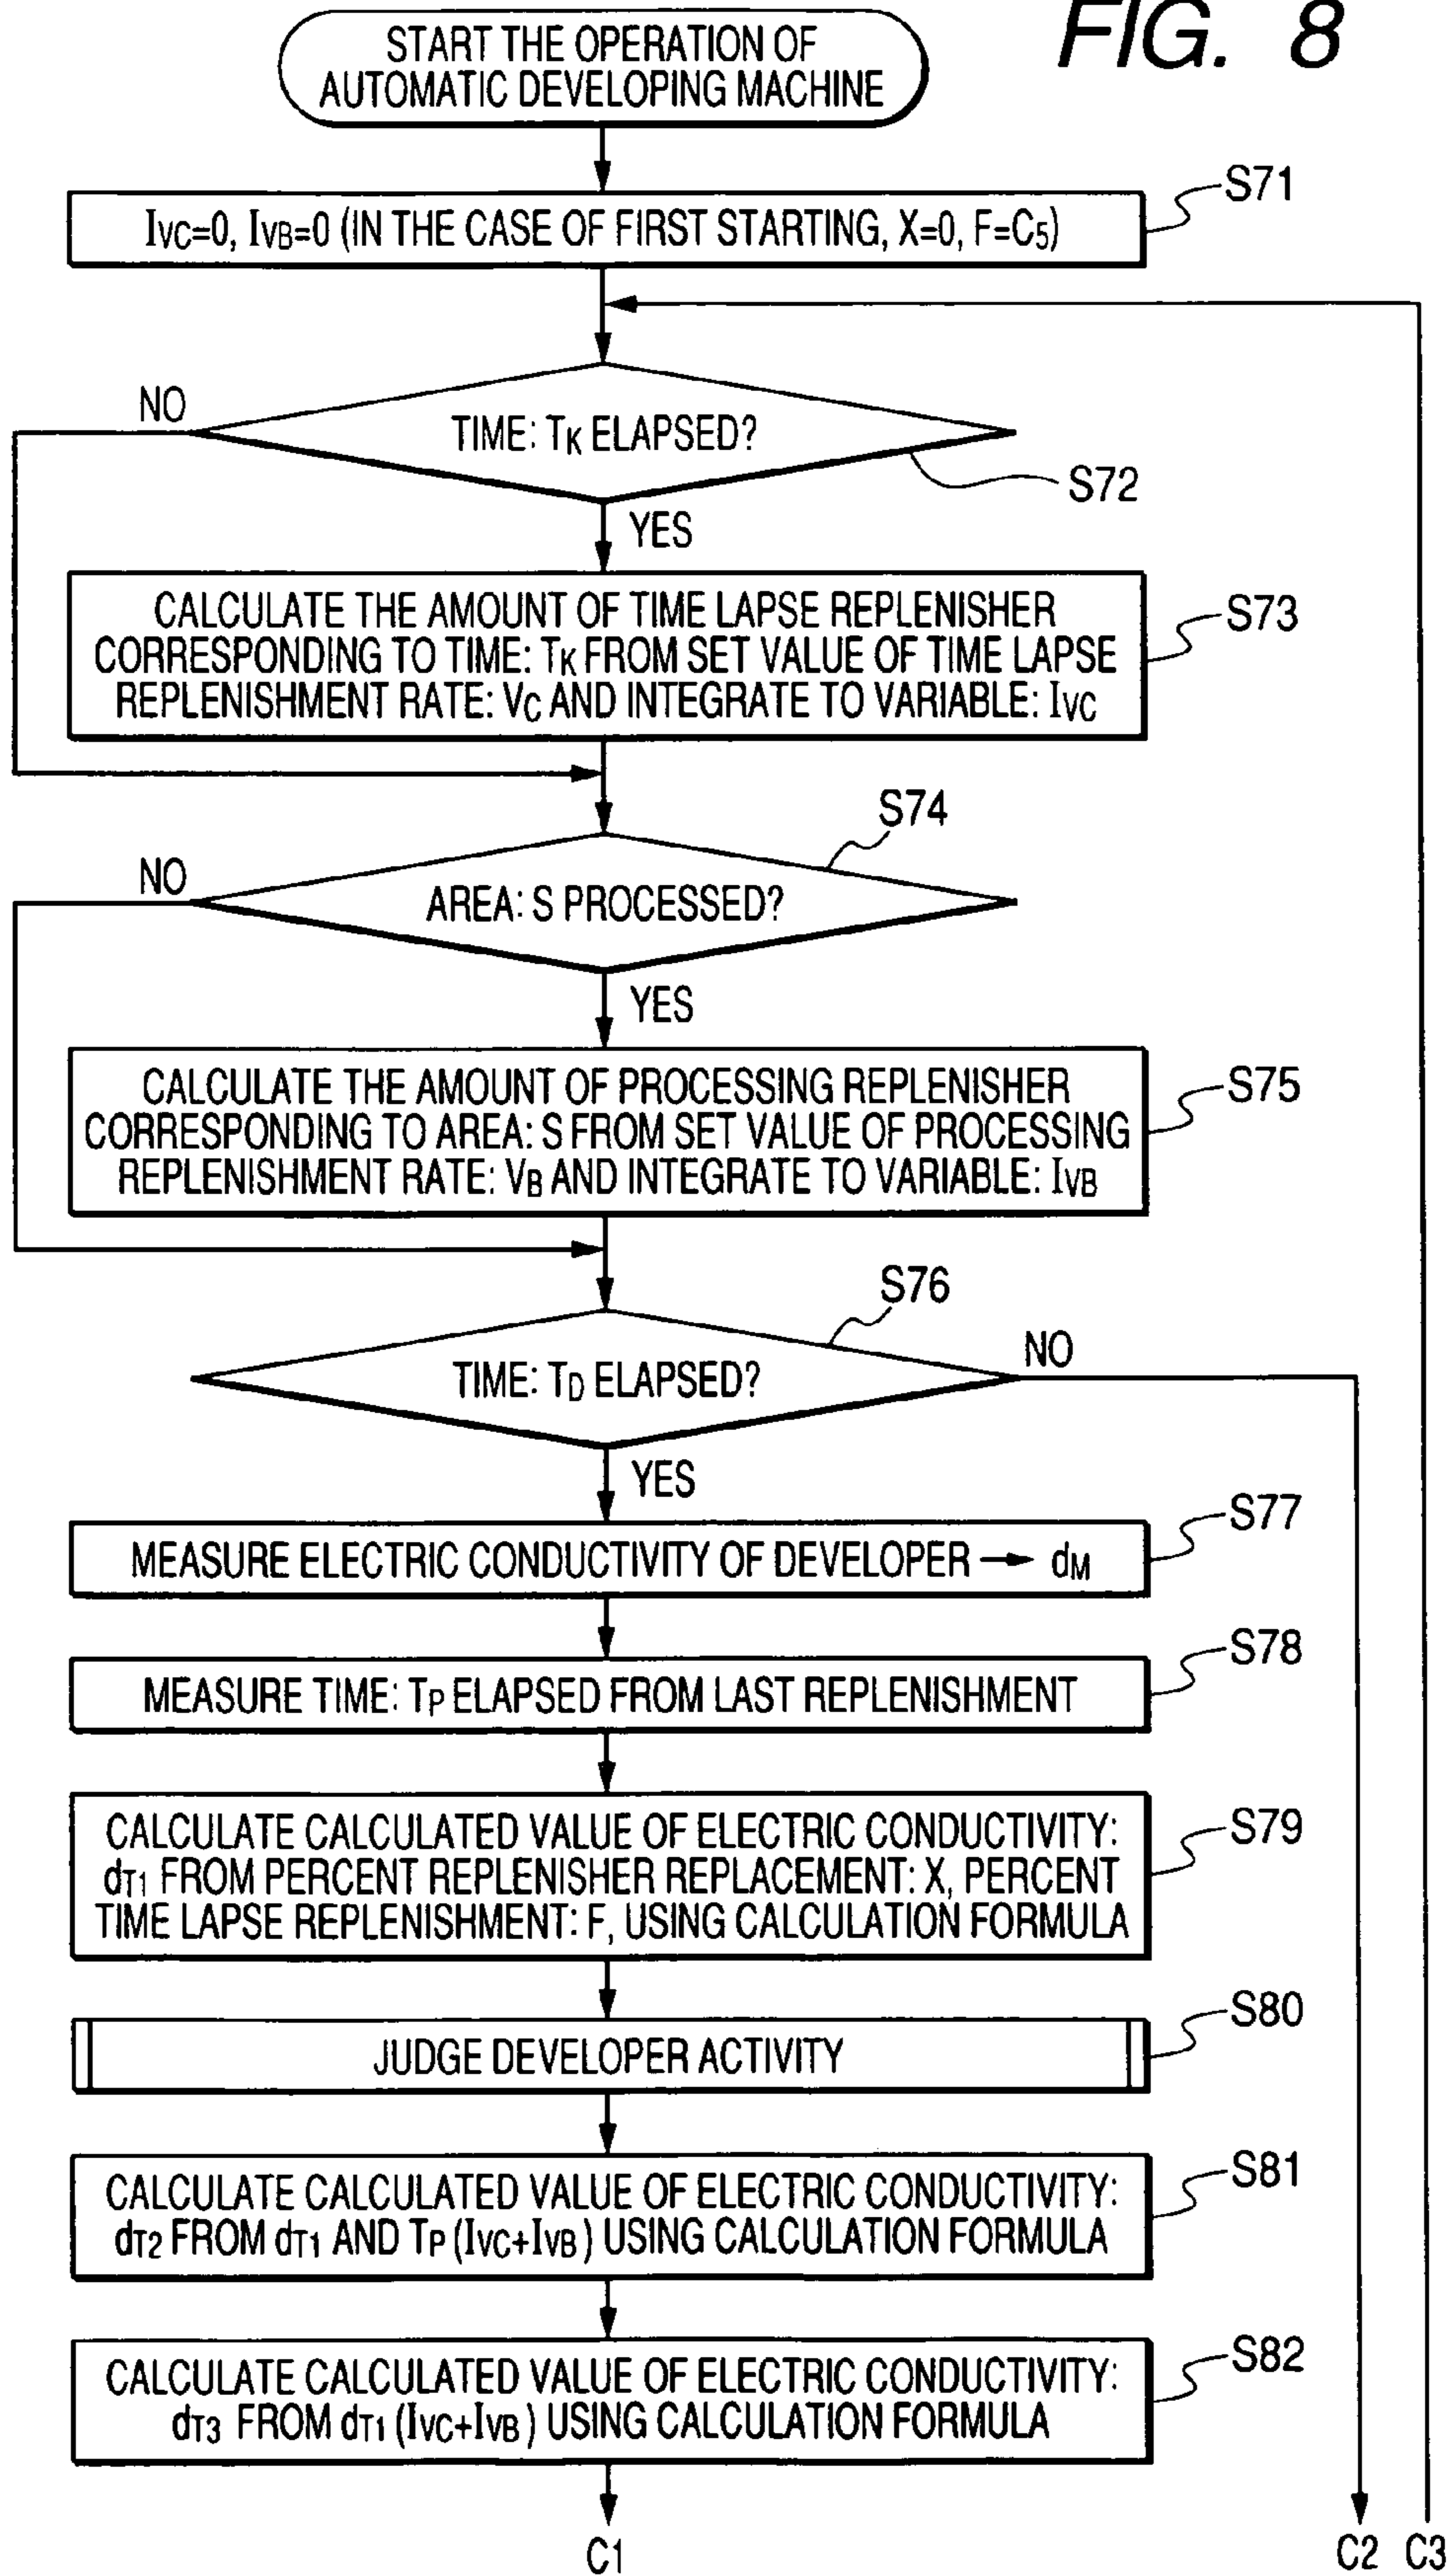 FIG. 8
START THE OPERATION OF
AUTOMATIC DEVELOPING MACHINE
S71
IVC=0, IVB=0 (IN THE CASE OF FIRST STARTING, X=0, F=C5)
NO
TIME: TK ELAPSED?
S72
YES
CALCULATE THE AMOUNT OF TIME LAPSE REPLENISHER
CORRESPONDING TO TIME: TK FROM SET VALUE OF TIME LAPSE
REPLENISHMENT RATE: VC AND INTEGRATE TO VARIABLE: IVC
S73
S74
NO
AREA: S PROCESSED?
YES
CALCULATE THE AMOUNT OF PROCESSING REPLENISHER
CORRESPONDING TO AREA: S FROM SET VALUE OF PROCESSING
REPLENISHMENT RATE: VB AND INTEGRATE TO VARIABLE: IVB
S75
S76
NO
TIME: TD ELAPSED?
YES
S77
MEASURE ELECTRIC CONDUCTIVITY OF DEVELOPER → dM
S78
MEASURE TIME: TP ELAPSED FROM LAST REPLENISHMENT
CALCULATE CALCULATED VALUE OF ELECTRIC CONDUCTIVITY:
dT1 FROM PERCENT REPLENISHER REPLACEMENT: X, PERCENT
TIME LAPSE REPLENISHMENT: F, USING CALCULATION FORMULA
S79
S80
JUDGE DEVELOPER ACTIVITY
S81
CALCULATE CALCULATED VALUE OF ELECTRIC CONDUCTIVITY:
dT2 FROM dT1 AND TP (IVC+IVB) USING CALCULATION FORMULA
S82
CALCULATE CALCULATED VALUE OF ELECTRIC CONDUCTIVITY:
dT3 FROM dT1 (IVC+IVB) USING CALCULATION FORMULA
C1
C2
C3